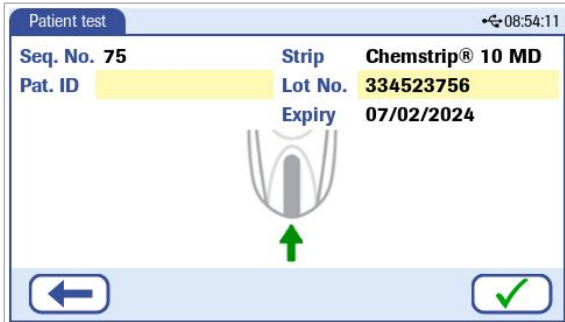 Patient test 08:54:11
Seq. No. 75 Strip Chemstrip® 10 MD
Pat. ID Lot No. 334523756
Expiry 07/02/2024